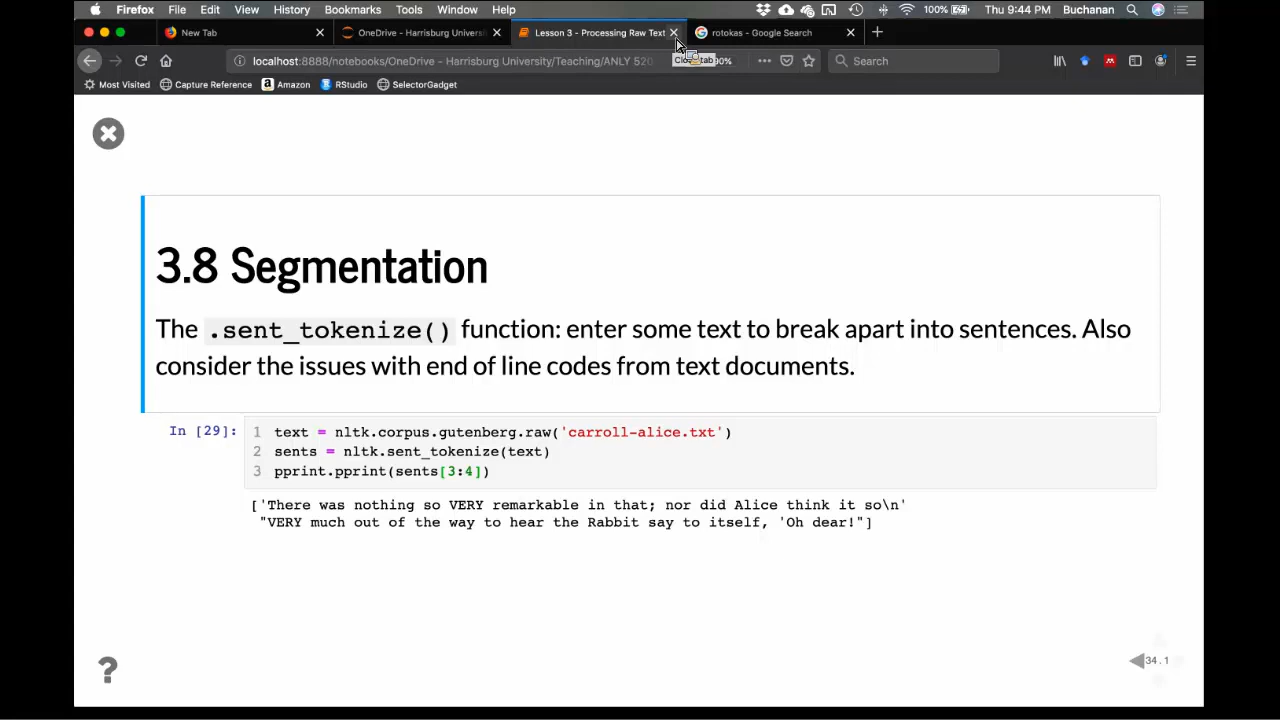 Firefox File Edit View History Bookmarks Tools Window Help 100% Thu 9:44 PM Buchanan
New Tab OneDrive - Harrisburg Universi Lesson 3 - Processing Raw Text rotokas - Google Search
localhost:8888/notebooks/OneDrive - Harrisburg University/Teaching/ANLY 520 90% Search
Most Visited Capture Reference Amazon RStudio SelectorGadget
3.8 Segmentation
The .sent_tokenize() function: enter some text to break apart into sentences. Also
consider the issues with end of line codes from text documents.
In [29]: 1 text = nltk.corpus.gutenberg.raw('carroll-alice.txt')
2 sents = nltk.sent_tokenize(text)
3 pprint.pprint(sents[3:4])
['There was nothing so VERY remarkable in that; nor did Alice think it so\n'
"VERY much out of the way to hear the Rabbit say to itself, 'Oh dear!"]
?
34.1